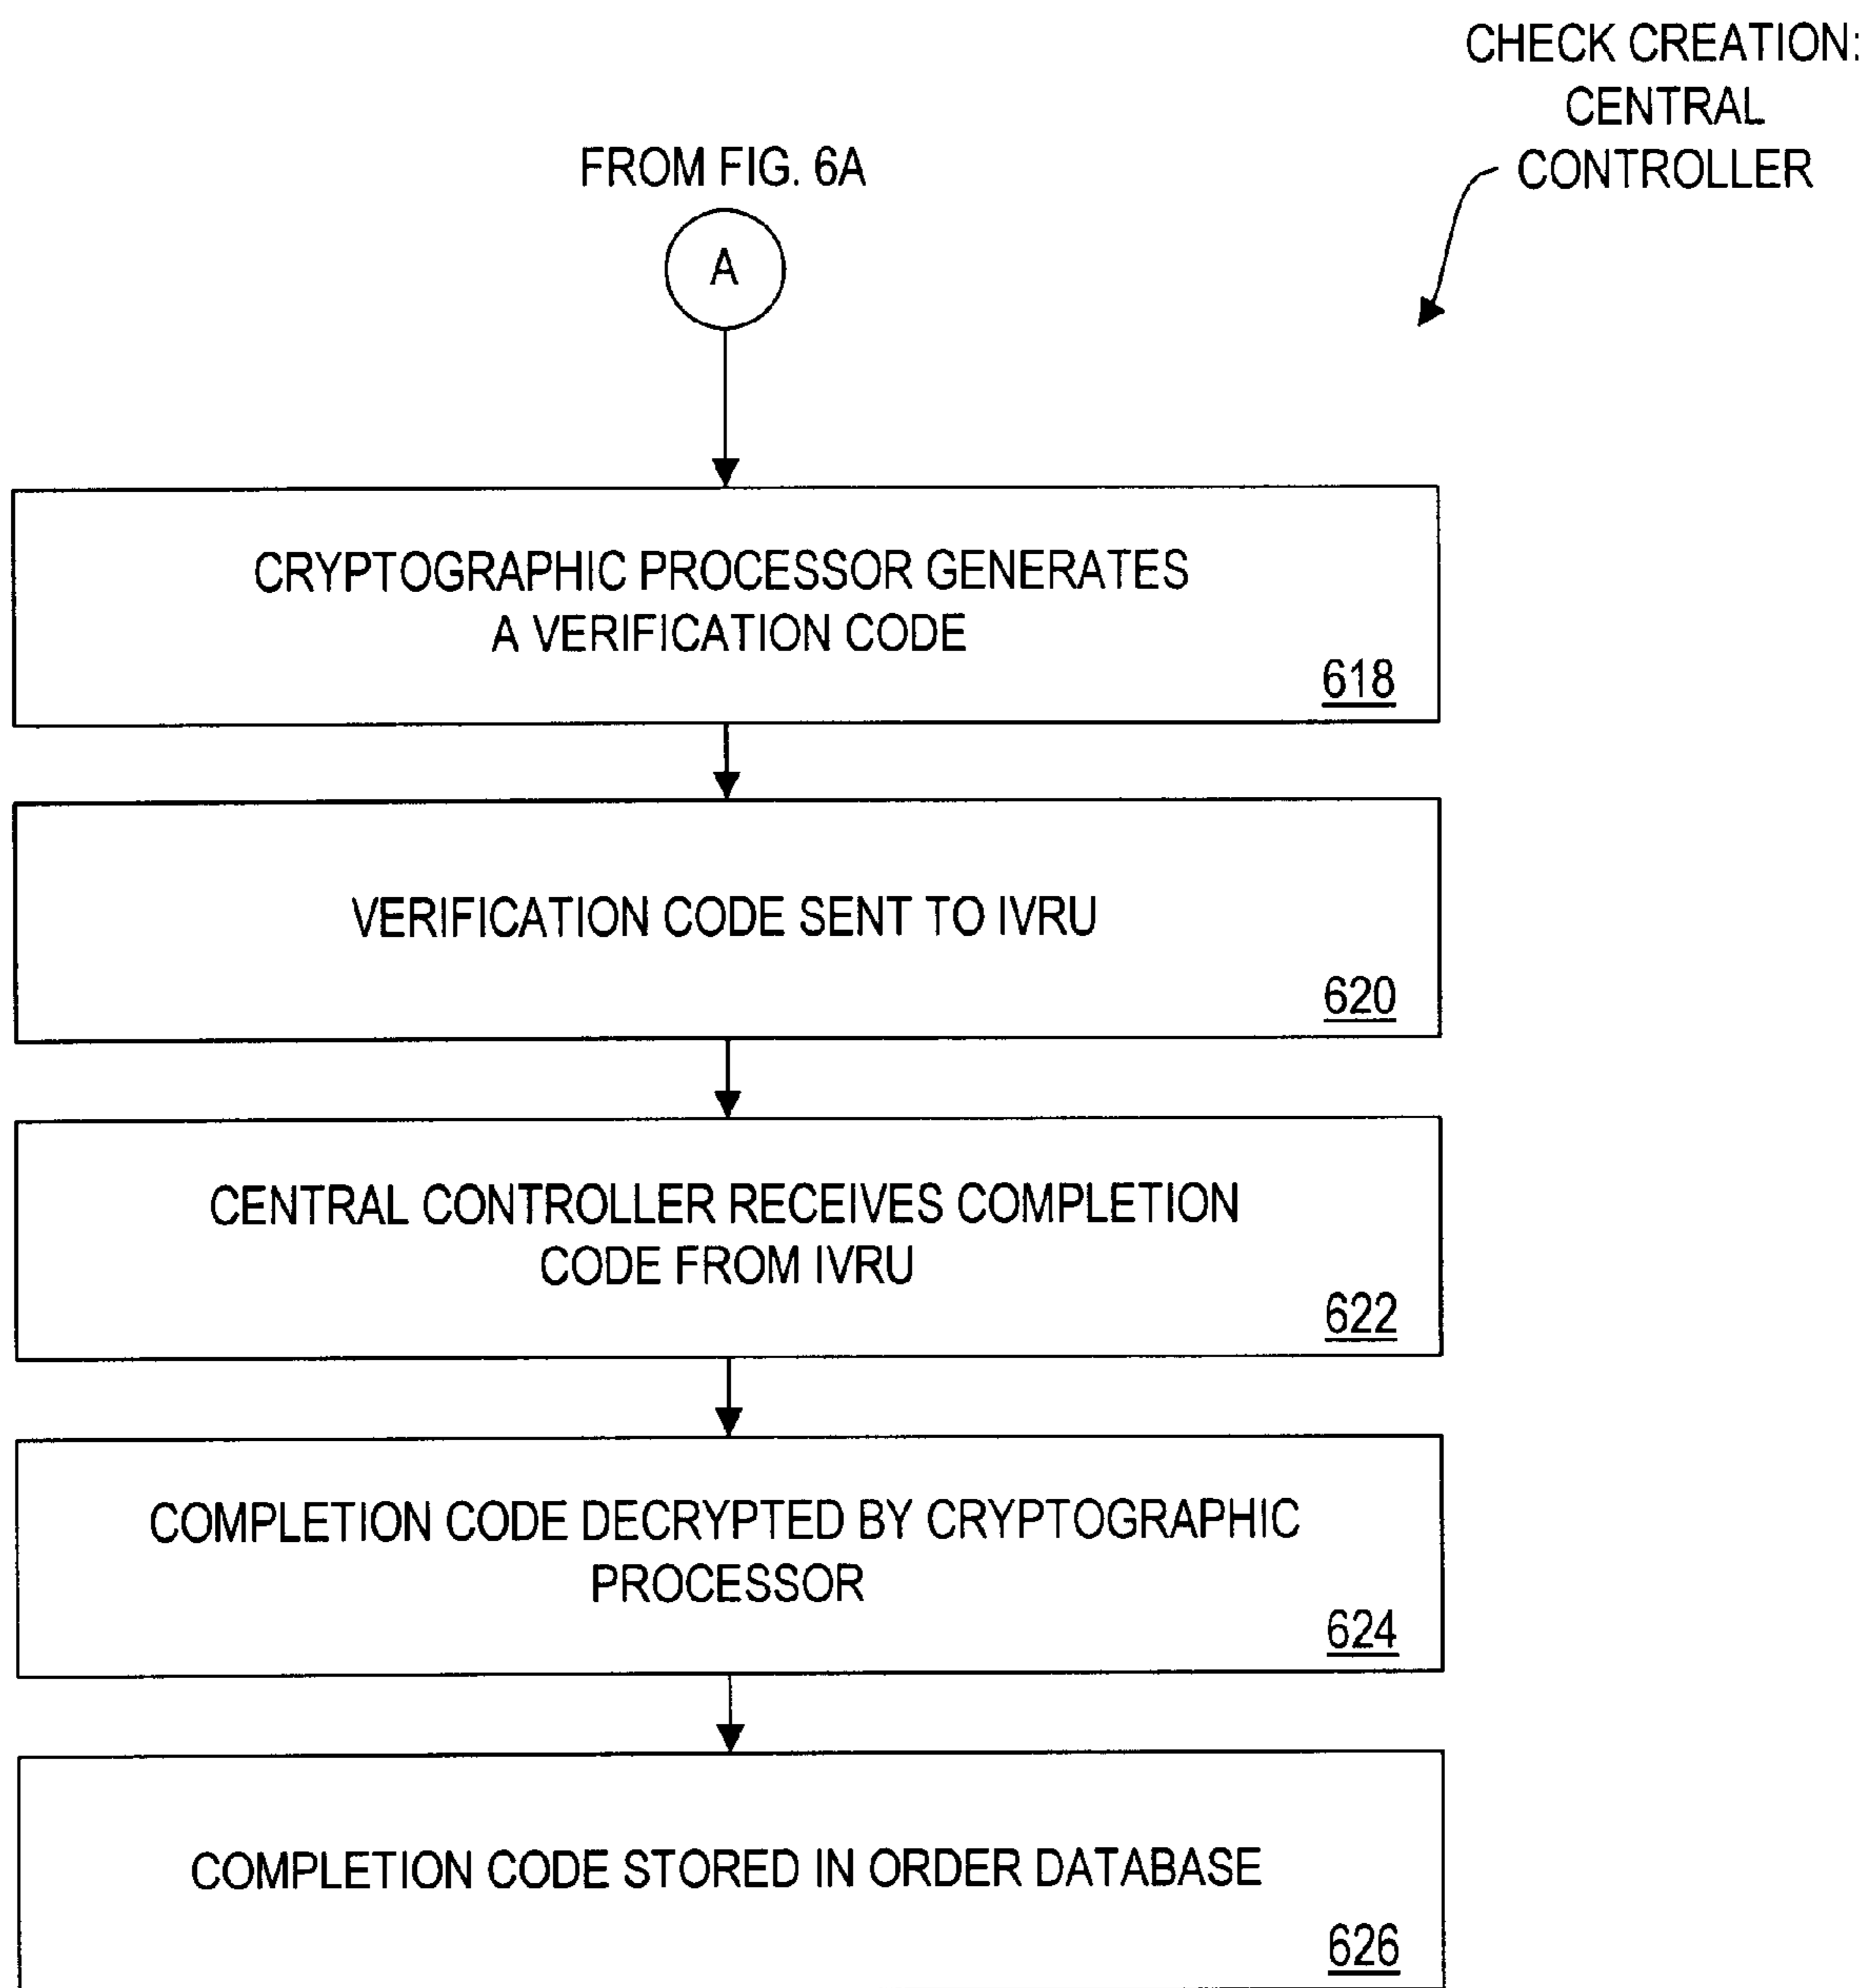 CHECK CREATION:
CENTRAL
CONTROLLER
FROM FIG. 6A
A
CRYPTOGRAPHIC PROCESSOR GENERATES
A VERIFICATION CODE
618
VERIFICATION CODE SENT TO IVRU
620
CENTRAL CONTROLLER RECEIVES COMPLETION
CODE FROM IVRU
622
COMPLETION CODE DECRYPTED BY CRYPTOGRAPHIC
PROCESSOR
624
COMPLETION CODE STORED IN ORDER DATABASE
626